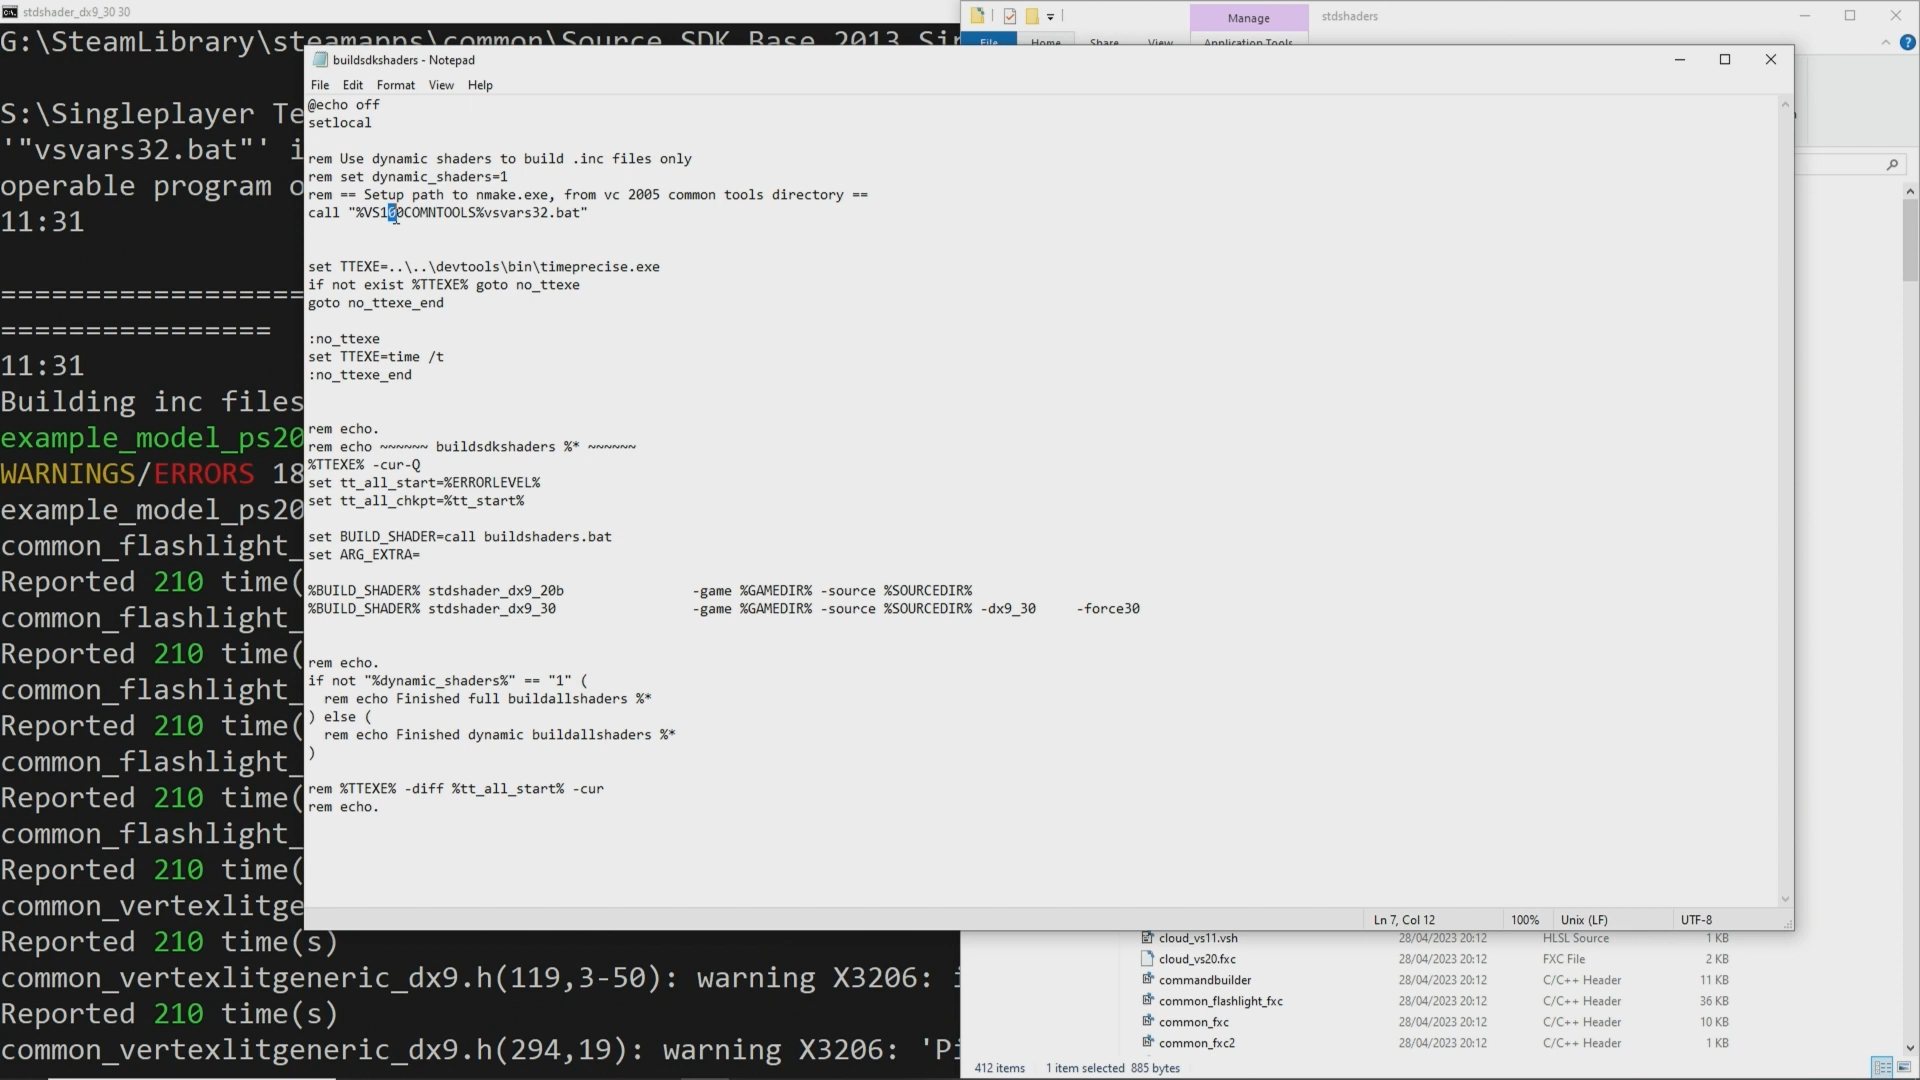 stdshader_dx9_30 30
G:\SteamLibrary\steamapps\common\Source SDK Base 2013 Sin
S:\Singleplayer Te
'"vsvars32.bat"' i
operable program o
11:31
===================
================
11:31
Building inc files
example_model_ps20
WARNINGS/ERRORS 18
example_model_ps20
common_flashlight_
Reported 210 time(
common_flashlight_
Reported 210 time(
common_flashlight_
Reported 210 time(
common_flashlight_
Reported 210 time(
common_flashlight_
Reported 210 time(
common_vertexlitge
Reported 210 time(s)
common_vertexlitgeneric_dx9.h(119,3-50): warning X3206: i
Reported 210 time(s)
common_vertexlitgeneric_dx9.h(294,19): warning X3206: 'Pi
Manage
stdshaders
File Home Share View Application Tools
buildsdkshaders - Notepad
File Edit Format View Help
@echo off
setlocal
rem Use dynamic shaders to build .inc files only
rem set dynamic_shaders=1
rem == Setup path to nmake.exe, from vc 2005 common tools directory ==
call "%VS100COMNTOOLS%vsvars32.bat"
set TTEXE=..\..\devtools\bin\timeprecise.exe
if not exist %TTEXE% goto no_ttexe
goto no_ttexe_end
:no_ttexe
set TTEXE=time /t
:no_ttexe_end
rem echo.
rem echo ~~~~~~ buildsdkshaders %* ~~~~~~
%TTEXE% -cur-Q
set tt_all_start=%ERRORLEVEL%
set tt_all_chkpt=%tt_start%
set BUILD_SHADER=call buildshaders.bat
set ARG_EXTRA=
%BUILD_SHADER% stdshader_dx9_20b -game %GAMEDIR% -source %SOURCEDIR%
%BUILD_SHADER% stdshader_dx9_30 -game %GAMEDIR% -source %SOURCEDIR% -dx9_30 -force30
rem echo.
if not "%dynamic_shaders%" == "1" (
rem echo Finished full buildallshaders %*
) else (
rem echo Finished dynamic buildallshaders %*
)
rem %TTEXE% -diff %tt_all_start% -cur
rem echo.
Ln 7, Col 12 100% Unix (LF) UTF-8
cloud_vs11.vsh 28/04/2023 20:12 HLSL Source 1 KB
cloud_vs20.fxc 28/04/2023 20:12 FXC File 2 KB
commandbuilder 28/04/2023 20:12 C/C++ Header 11 KB
common_flashlight_fxc 28/04/2023 20:12 C/C++ Header 36 KB
common_fxc 28/04/2023 20:12 C/C++ Header 10 KB
common_fxc2 28/04/2023 20:12 C/C++ Header 1 KB
412 items 1 item selected 885 bytes